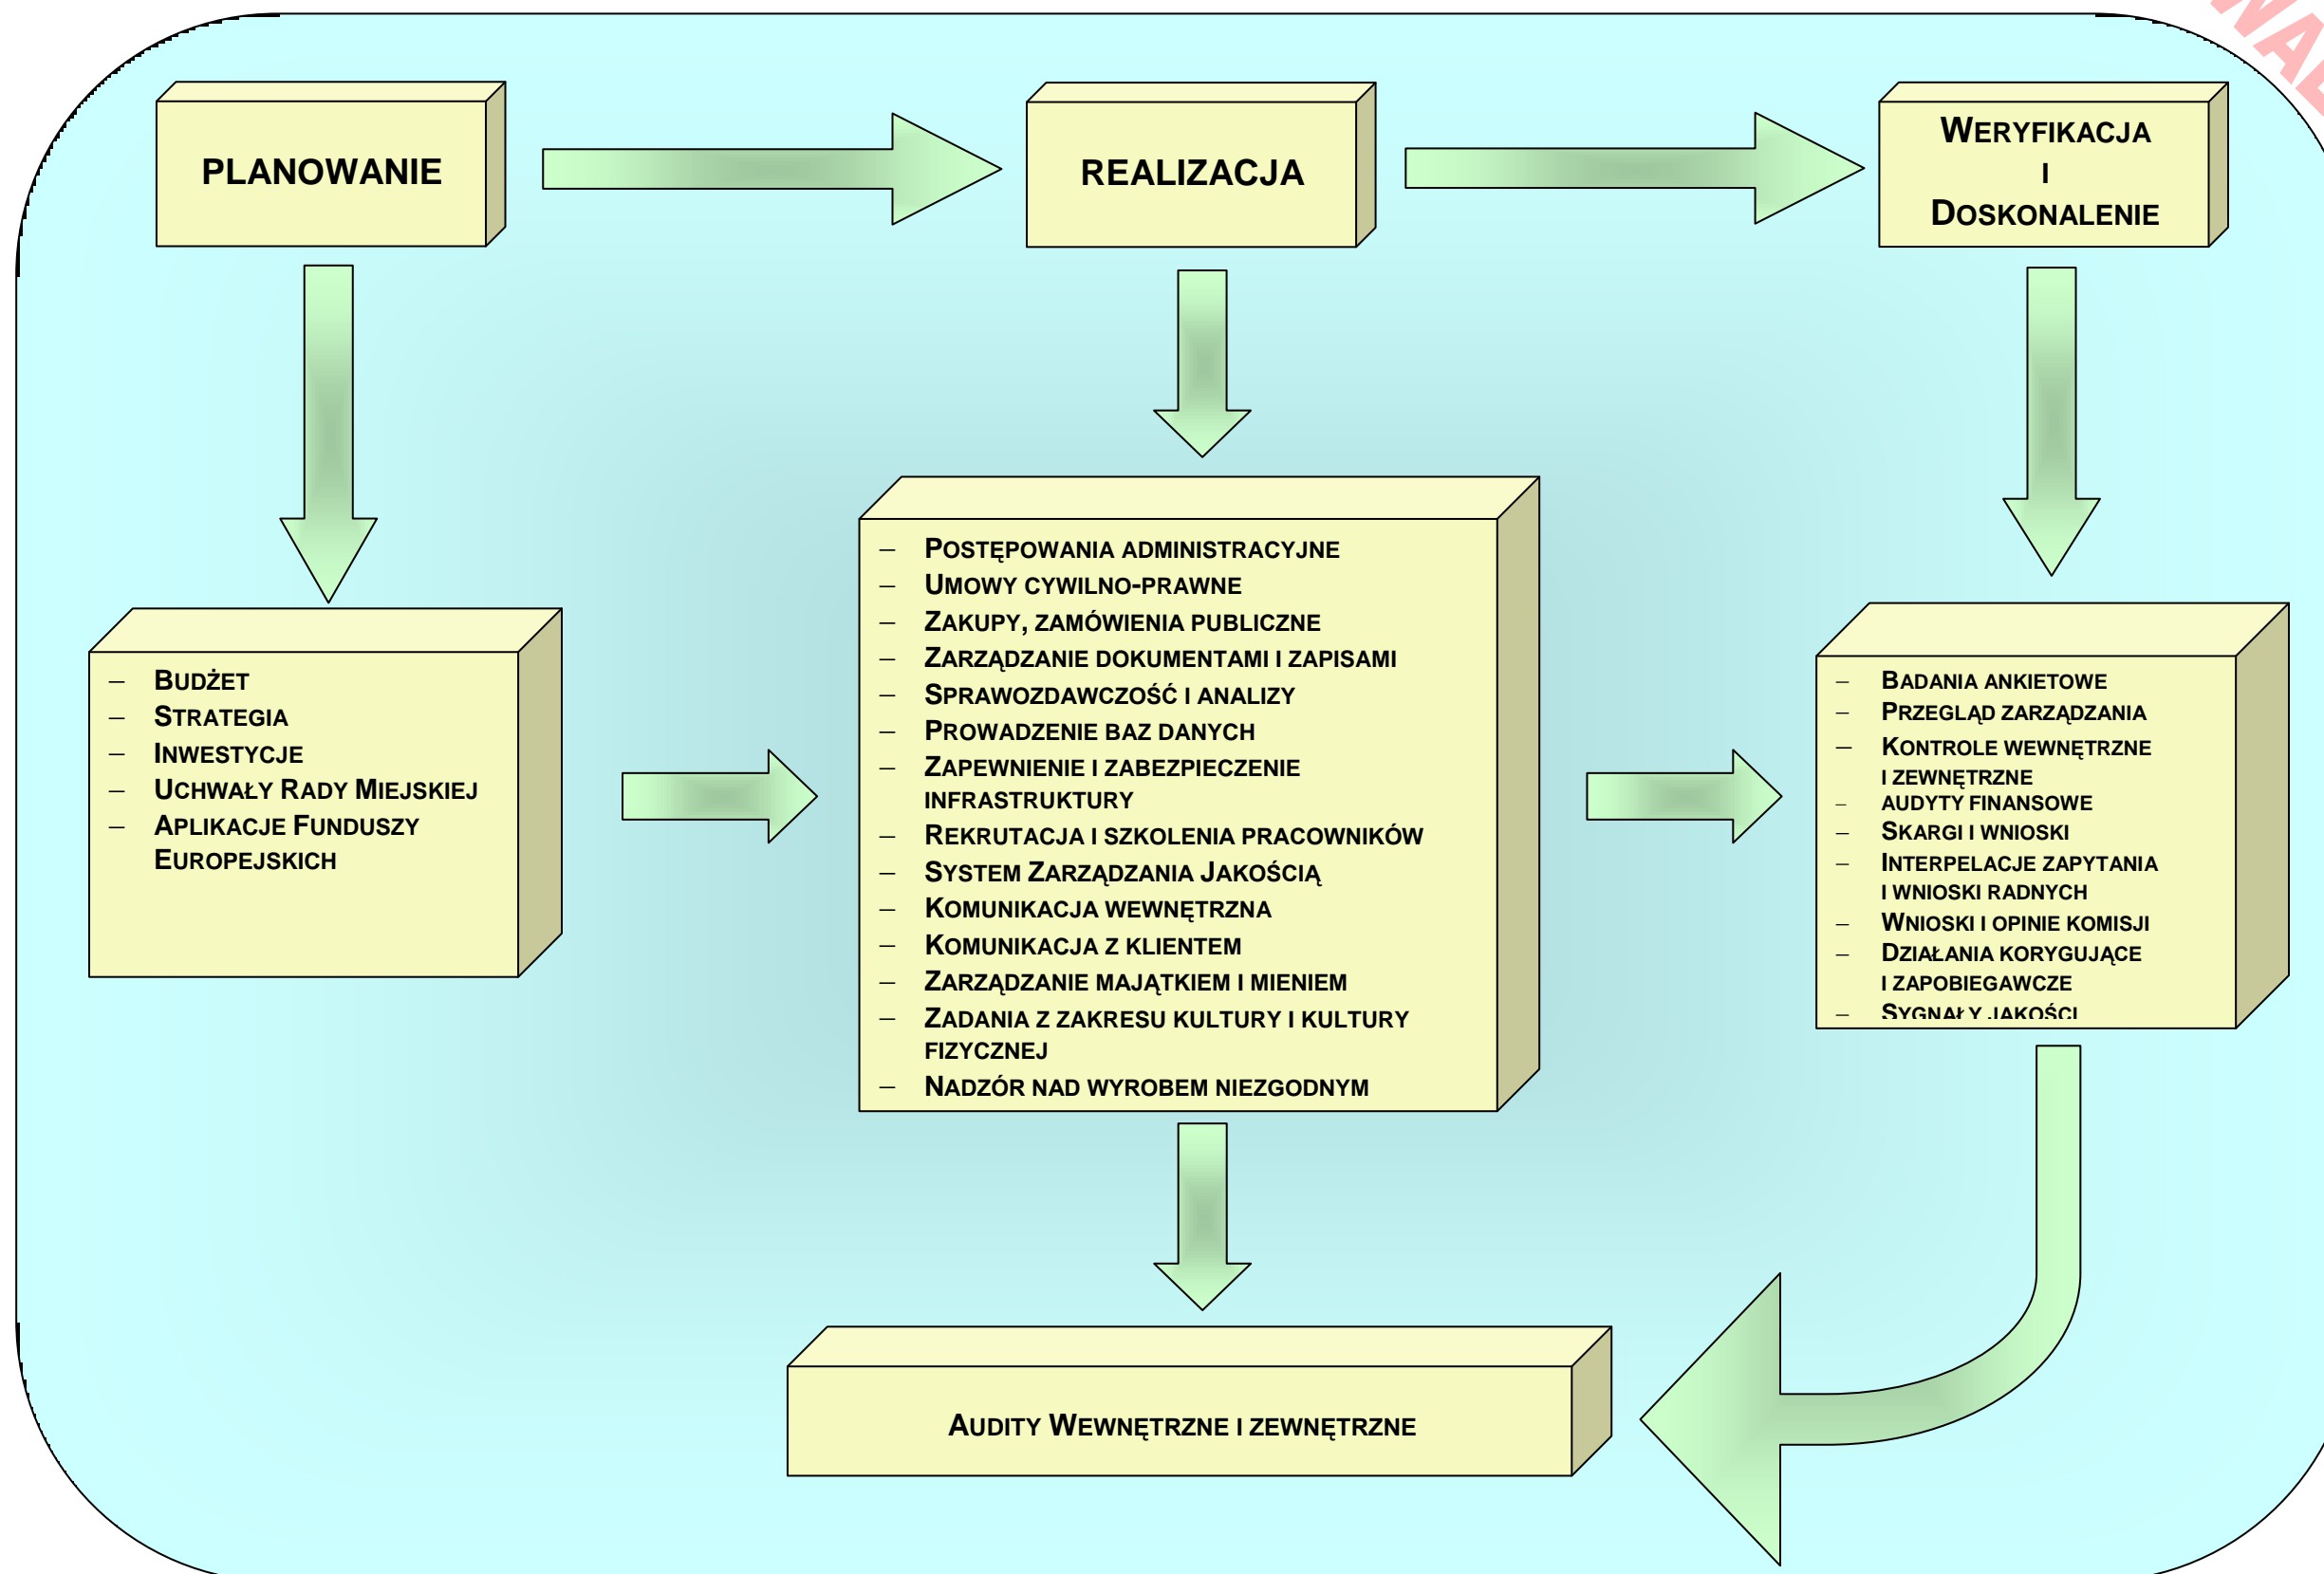 PLANOWANIE
REALIZACJA
WERYFIKACJA
I
DOSKONALENIE
– BUDŻET
– STRATEGIA
– INWESTYCJE
– UCHWAŁY RADY MIEJSKIEJ
– APLIKACJE FUNDUSZY
EUROPEJSKICH
– POSTĘPOWANIA ADMINISTRACYJNE
– UMOWY CYWILNO-PRAWNE
– ZAKUPY, ZAMÓWIENIA PUBLICZNE
– ZARZĄDZANIE DOKUMENTAMI I ZAPISAMI
– SPRAWOZDAWCZOŚĆ I ANALIZY
– PROWADZENIE BAZ DANYCH
– ZAPEWNIENIE I ZABEZPIECZENIE
INFRASTRUKTURY
– REKRUTACJA I SZKOLENIA PRACOWNIKÓW
– SYSTEM ZARZĄDZANIA JAKOŚCIĄ
– KOMUNIKACJA WEWNĘTRZNA
– KOMUNIKACJA Z KLIENTEM
– ZARZĄDZANIE MAJĄTKIEM I MIENIEM
– ZADANIA Z ZAKRESU KULTURY I KULTURY
FIZYCZNEJ
– NADZÓR NAD WYROBEM NIEZGODNYM
– BADANIA ANKIETOWE
– PRZEGLĄD ZARZĄDZANIA
– KONTROLE WEWNĘTRZNE
I ZEWNĘTRZNE
– AUDYTY FINANSOWE
– SKARGI I WNIOSKI
– INTERPELACJE ZAPYTANIA
I WNIOSKI RADNYCH
– WNIOSKI I OPINIE KOMISJI
– DZIAŁANIA KORYGUJĄCE
I ZAPOBIEGAWCZE
– SYGNAŁY JAKOŚCI
AUDITY WEWNĘTRZNE I ZEWNĘTRZNE